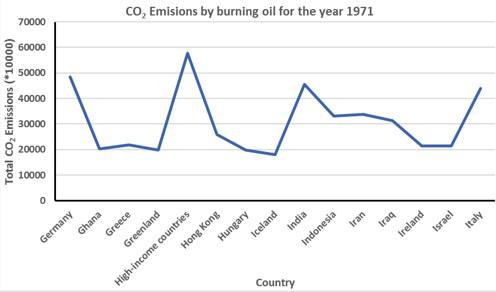 CO₂ Emisions by burning oil for the year 1971
Total CO₂ Emissions (*10000)
70000
60000
50000
40000
30000
20000
10000
0
Germany
Ghana
Greece
Greenland
High-income countries
Hong Kong
Hungary
Iceland
India
Indonesia
Iran
Iraq
Ireland
Israel
Italy
Country